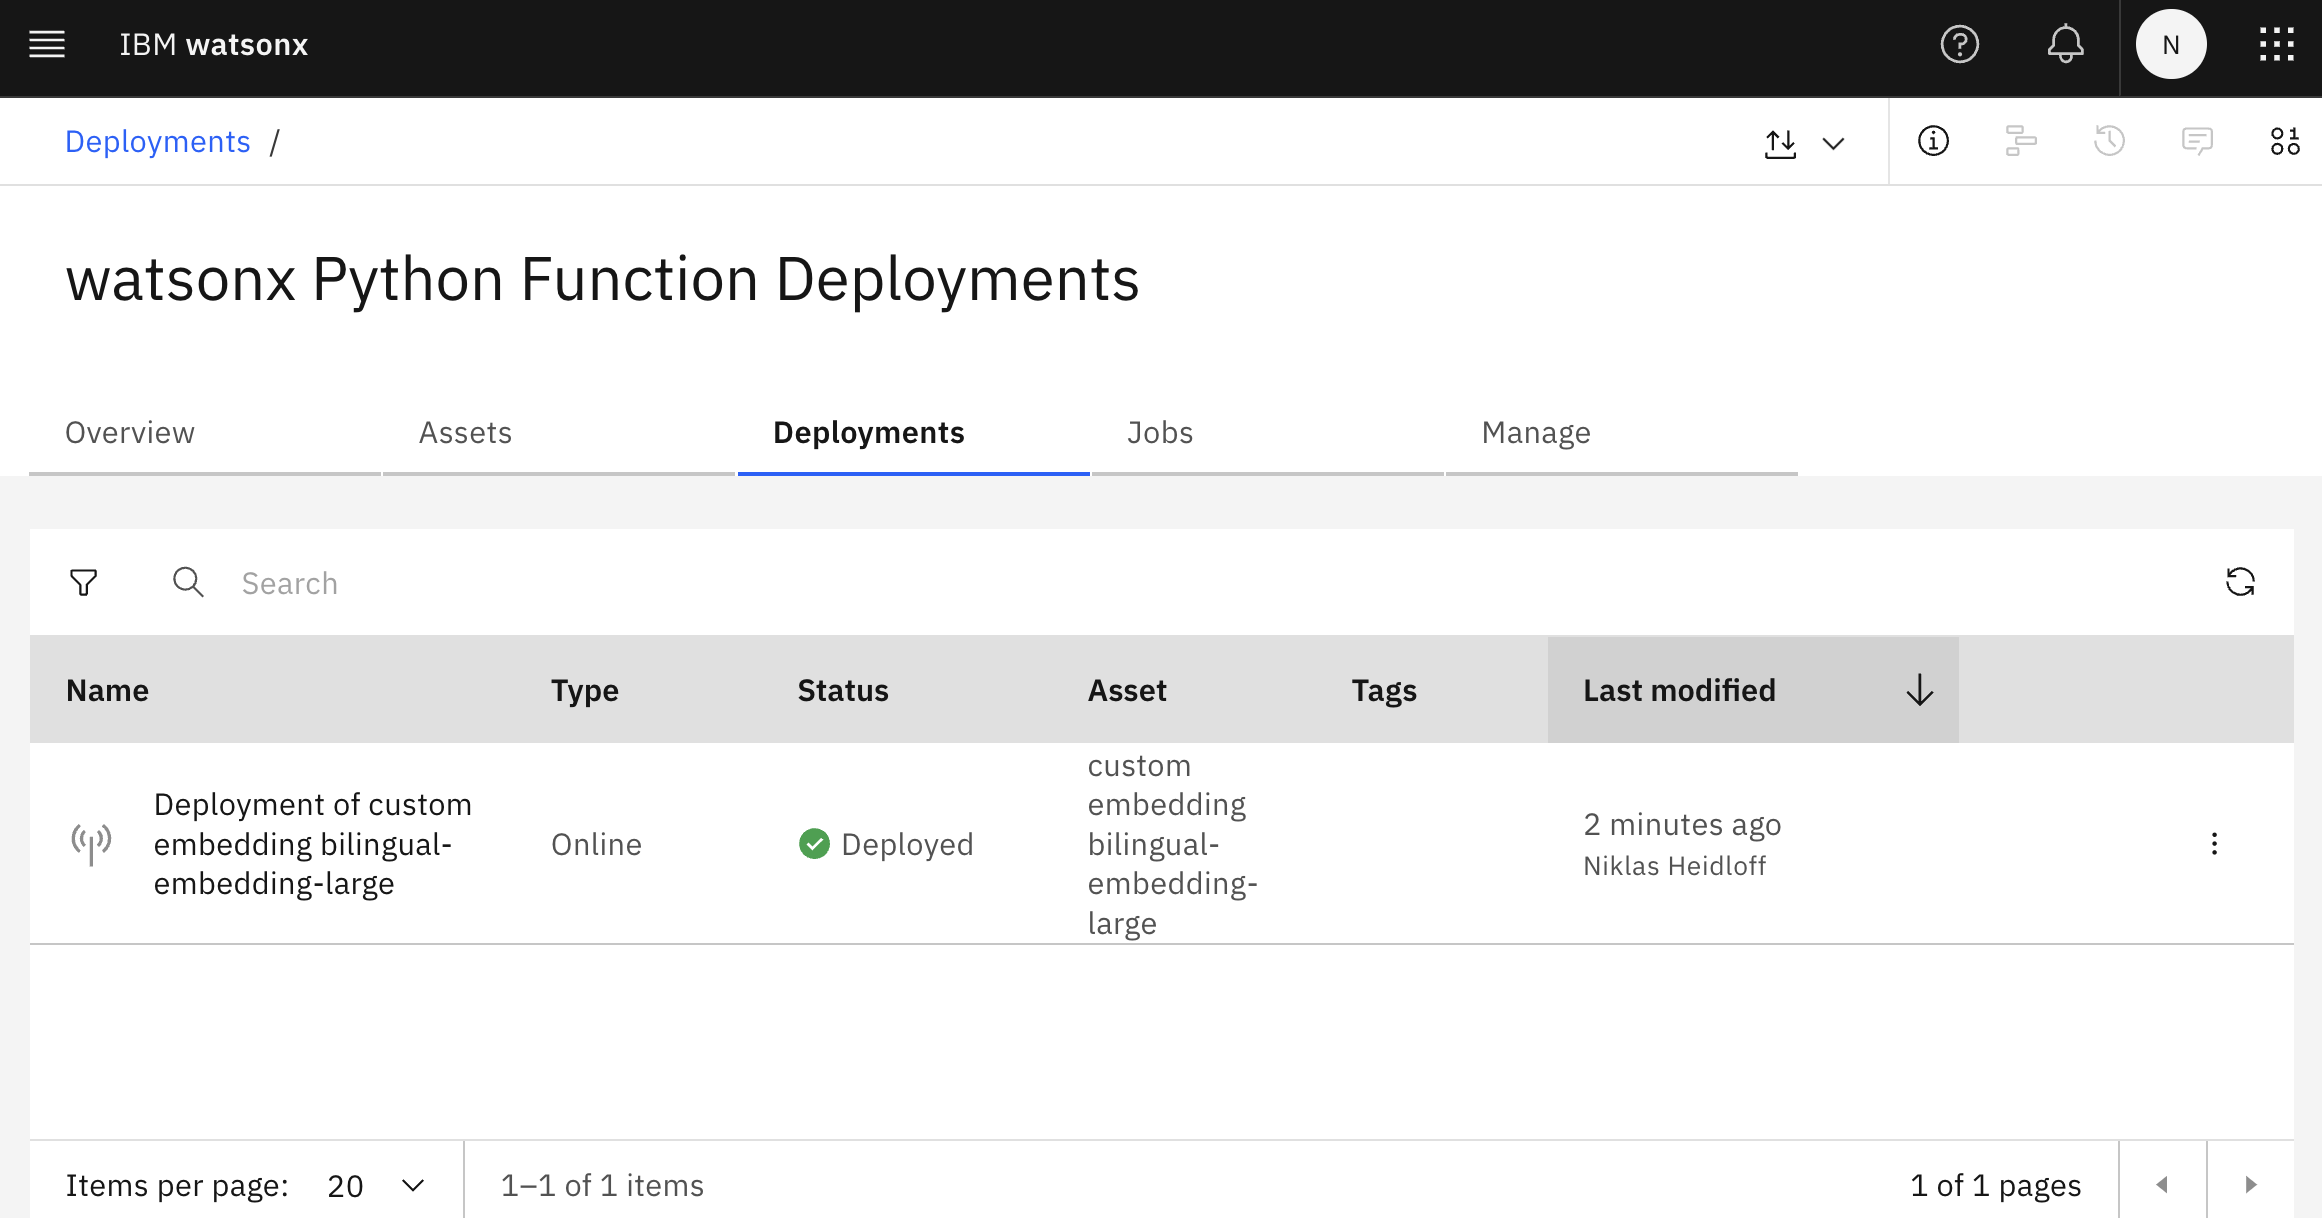 IBM watsonx
N
Deployments /
watsonx Python Function Deployments
Overview Assets Deployments Jobs Manage
Search
Name Type Status Asset Tags Last modified
Deployment of custom
embedding bilingual-
embedding-large
Online
Deployed
custom
embedding
bilingual-
embedding-
large
2 minutes ago
Niklas Heidloff
Items per page: 20
1–1 of 1 items
1 of 1 pages